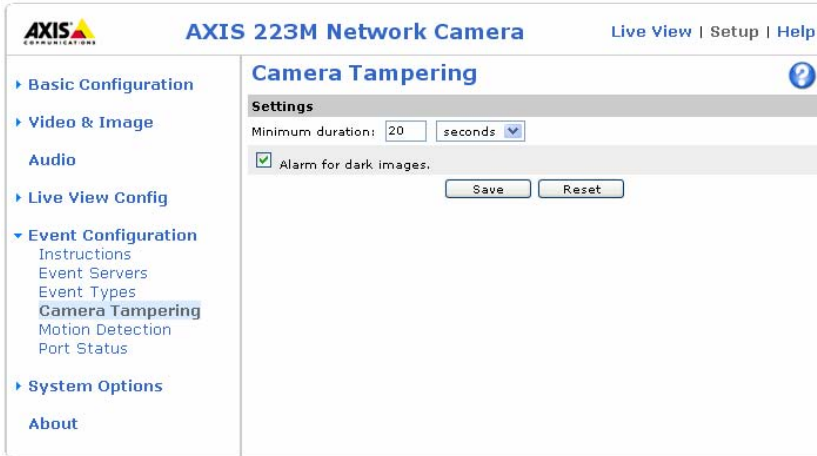 AXIS
COMMUNICATIONS
AXIS 223M Network Camera
Live View | Setup | Help
Basic Configuration
Video & Image
Audio
Live View Config
Event Configuration
Instructions
Event Servers
Event Types
Camera Tampering
Motion Detection
Port Status
System Options
About
Camera Tampering
?
Settings
Minimum duration: 20 seconds
Alarm for dark images.
Save Reset